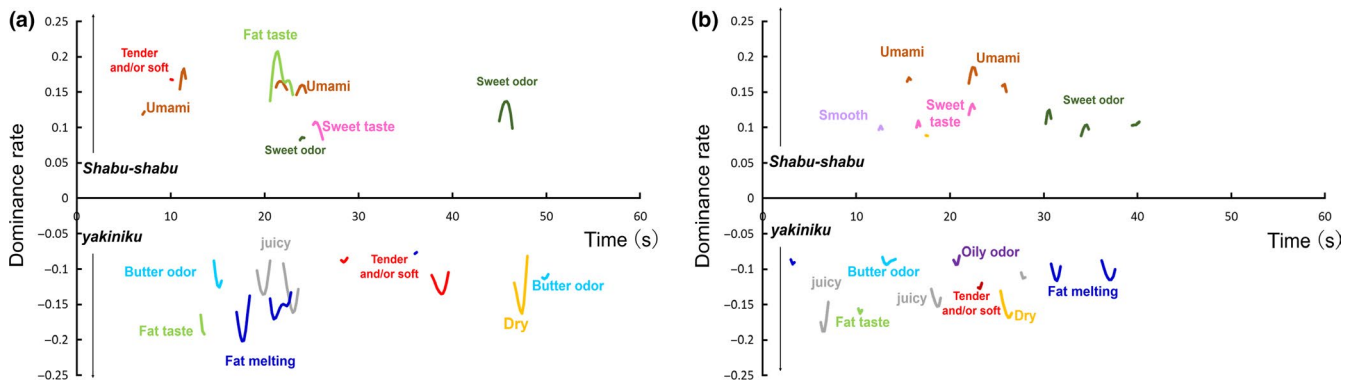 (a)
0.25
0.2
0.15
0.1
0.05
0
−0.05
−0.1
−0.15
−0.2
−0.25
Dominance rate
Tender
and/or soft
Umami
Fat taste
Umami
Sweet taste
Sweet odor
Sweet odor
Shabu-shabu
0
10
20
30
40
50
60
Time (s)
yakiniku
Butter odor
Fat taste
juicy
Fat melting
Tender
and/or soft
Butter odor
Dry
(b)
0.25
0.2
0.15
0.1
0.05
0
−0.05
−0.1
−0.15
−0.2
−0.25
Dominance rate
Umami
Umami
Smooth
Sweet
taste
Sweet odor
Shabu-shabu
0
10
20
30
40
50
60
Time (s)
yakiniku
juicy
Butter odor
Fat taste
Oily odor
juicy
Tender
and/or soft
Dry
Fat melting